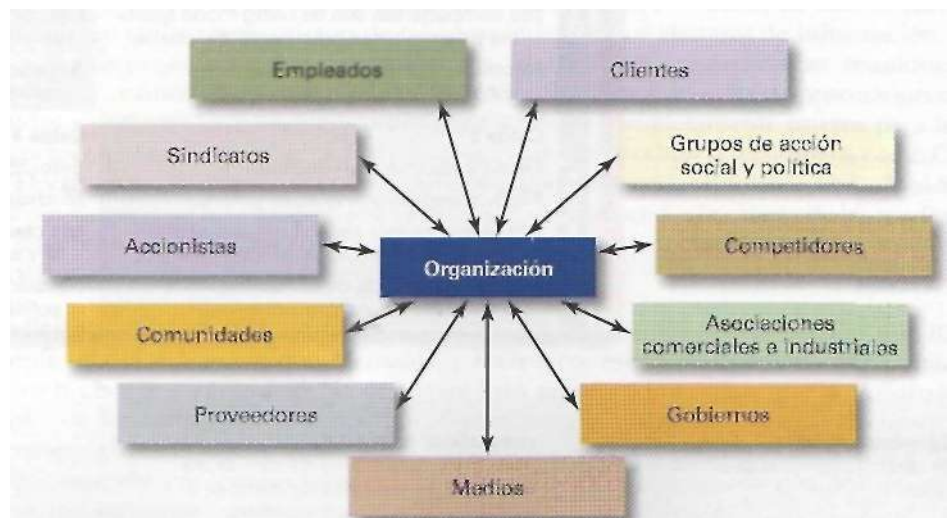 Empleados
Clientes
Sindicatos
Grupos de acción
social y política
Accionistas
Organización
Competidores
Comunidades
Asociaciones
comerciales e industriales
Proveedores
Gobiernos
Medios